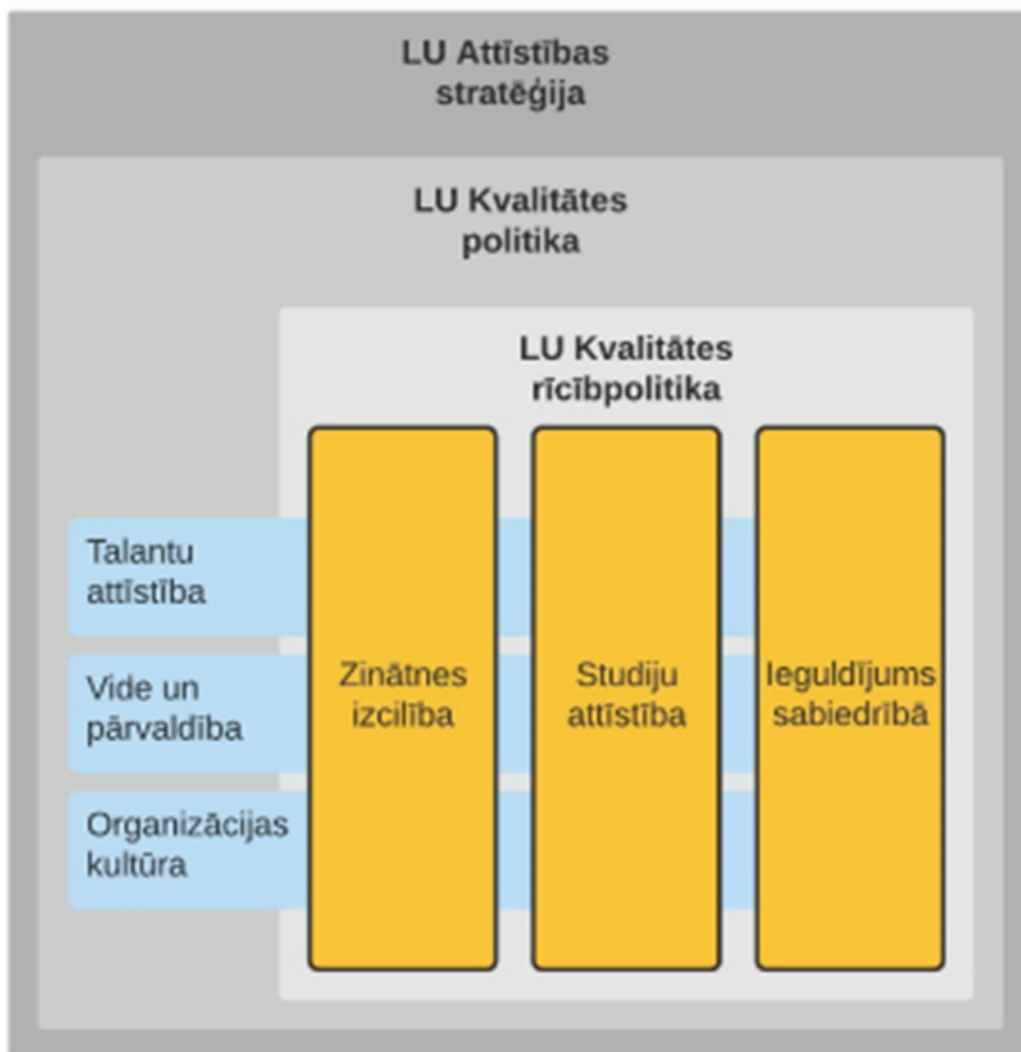 LU Attīstības
stratēģija
LU Kvalitātes
politika
LU Kvalitātes
rīcībpolitika
Talantu
attīstība
Vide un
pārvaldība
Organizācijas
kultūra
Zinātnes
izcilība
Studiju
attīstība
Ieguldījums
sabiedrībā